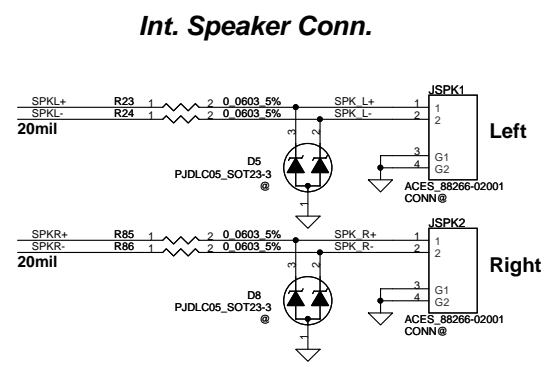 Int. Speaker Conn.
JSPK1
SPKL+ R23 1 2 0_0603_5% SPK_L+ 1 1
SPKL- R24 1 2 0_0603_5% SPK_L- 2 2
20mil
Left
3 2
D5
PJDLC05_SOT23-3
@
1
3 G1
4 G2
ACES_88266-02001
CONN@
JSPK2
SPKR+ R85 1 2 0_0603_5% SPK_R+ 1 1
SPKR- R86 1 2 0_0603_5% SPK_R- 2 2
20mil
Right
3 2
D8
PJDLC05_SOT23-3
@
1
3 G1
4 G2
ACES_88266-02001
CONN@